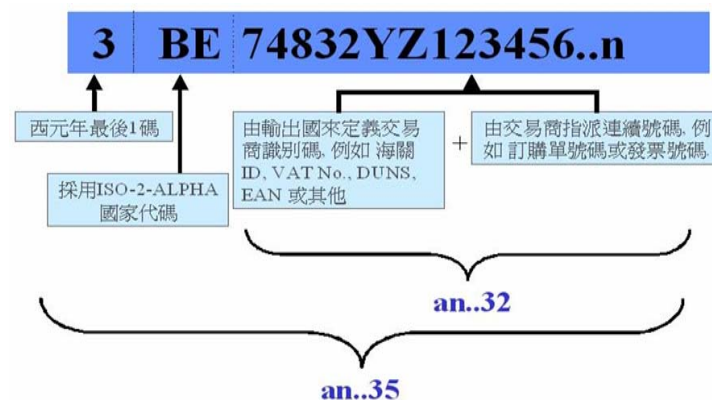 3 BE 74832YZ123456..n
西元年最後1碼
採用ISO-2-ALPHA
國家代碼
由輸出國來定義交易
商識別碼, 例如 海關
ID, VAT No., DUNS,
EAN 或其他
+
由交易商指派連續號碼, 例
如 訂購單號碼或發票號碼.
an..32
an..35